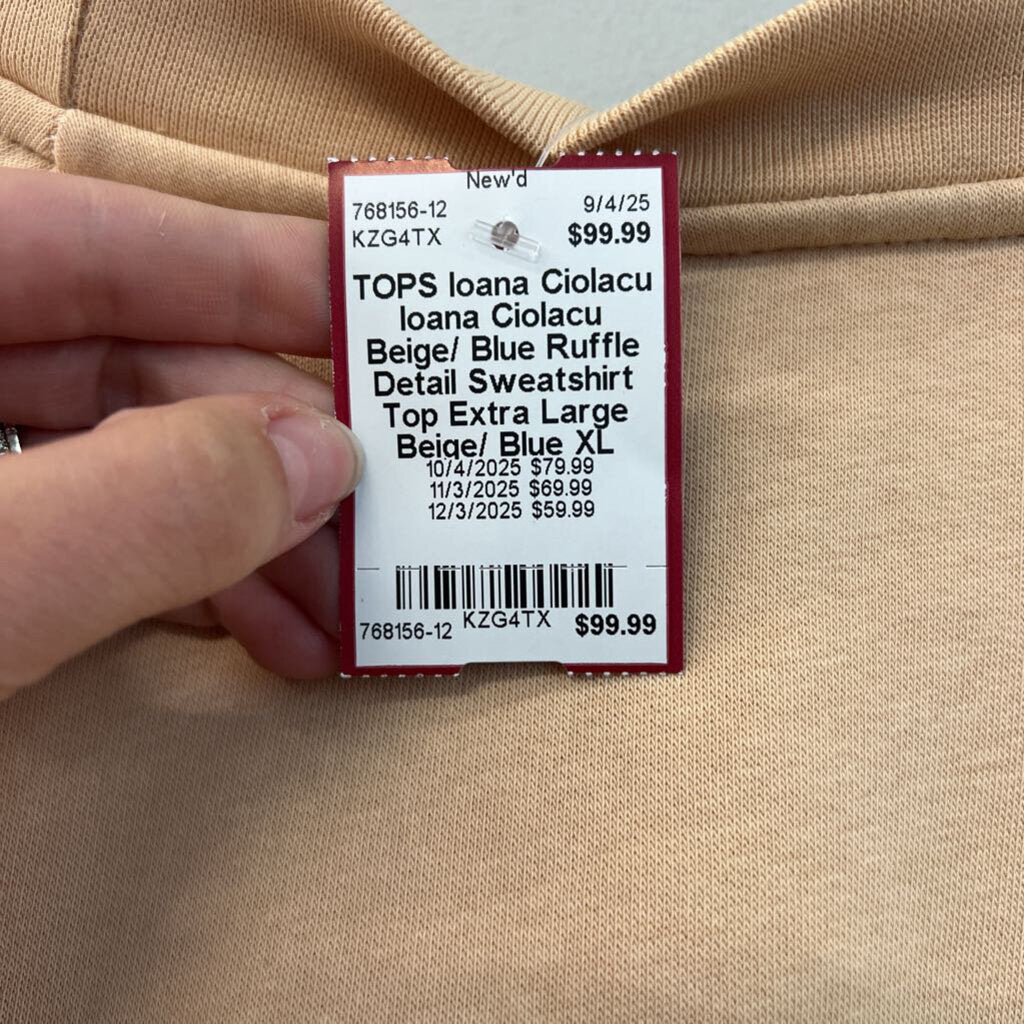 New'd
768156-12 9/4/25
KZG4TX $99.99
TOPS Ioana Ciolacu
Ioana Ciolacu
Beige/ Blue Ruffle
Detail Sweatshirt
Top Extra Large
Beige/ Blue XL
10/4/2025 $79.99
11/3/2025 $69.99
12/3/2025 $59.99
768156-12 KZG4TX $99.99